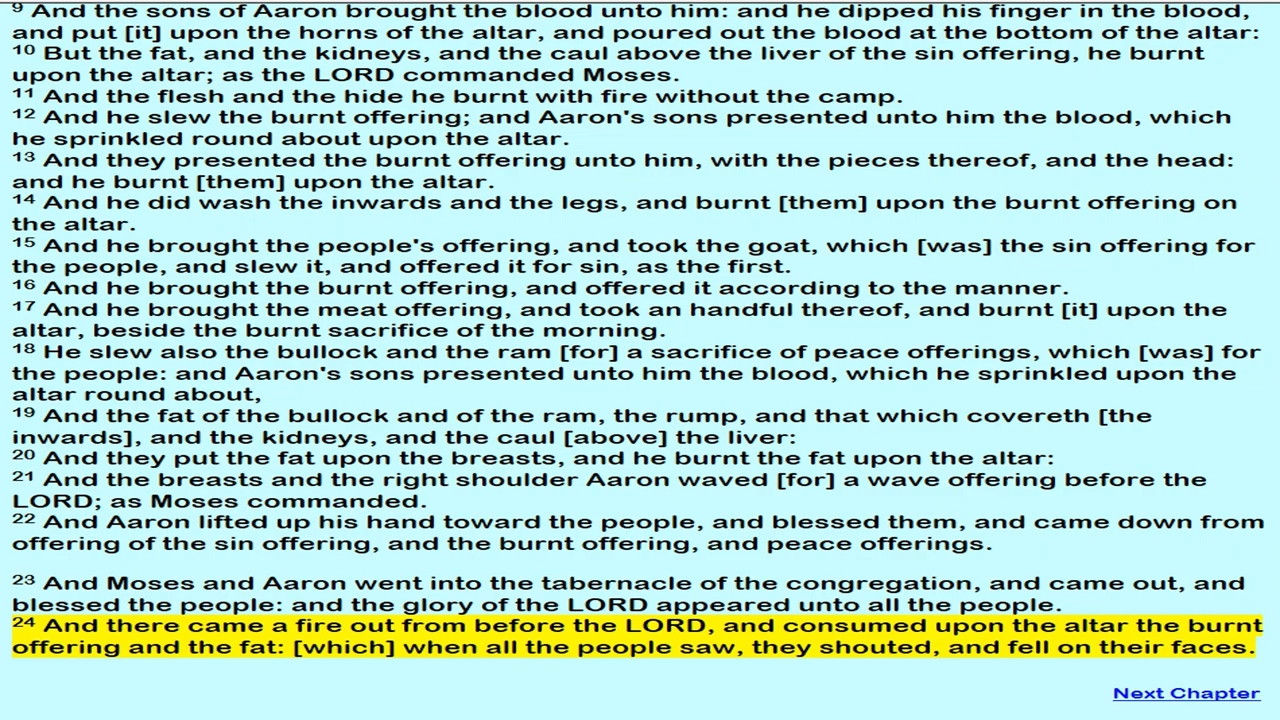 9 And the sons of Aaron brought the blood unto him: and he dipped his finger in the blood,
and put [it] upon the horns of the altar, and poured out the blood at the bottom of the altar:
10 But the fat, and the kidneys, and the caul above the liver of the sin offering, he burnt
upon the altar; as the LORD commanded Moses.
11 And the flesh and the hide he burnt with fire without the camp.
12 And he slew the burnt offering; and Aaron's sons presented unto him the blood, which
he sprinkled round about upon the altar.
13 And they presented the burnt offering unto him, with the pieces thereof, and the head:
and he burnt [them] upon the altar.
14 And he did wash the inwards and the legs, and burnt [them] upon the burnt offering on
the altar.
15 And he brought the people's offering, and took the goat, which [was] the sin offering for
the people, and slew it, and offered it for sin, as the first.
16 And he brought the burnt offering, and offered it according to the manner.
17 And he brought the meat offering, and took an handful thereof, and burnt [it] upon the
altar, beside the burnt sacrifice of the morning.
18 He slew also the bullock and the ram [for] a sacrifice of peace offerings, which [was] for
the people: and Aaron's sons presented unto him the blood, which he sprinkled upon the
altar round about,
19 And the fat of the bullock and of the ram, the rump, and that which covereth [the
inwards], and the kidneys, and the caul [above] the liver:
20 And they put the fat upon the breasts, and he burnt the fat upon the altar:
21 And the breasts and the right shoulder Aaron waved [for] a wave offering before the
LORD; as Moses commanded.
22 And Aaron lifted up his hand toward the people, and blessed them, and came down from
offering of the sin offering, and the burnt offering, and peace offerings.
23 And Moses and Aaron went into the tabernacle of the congregation, and came out, and
blessed the people: and the glory of the LORD appeared unto all the people.
24 And there came a fire out from before the LORD, and consumed upon the altar the burnt
offering and the fat: [which] when all the people saw, they shouted, and fell on their faces.
Next Chapter